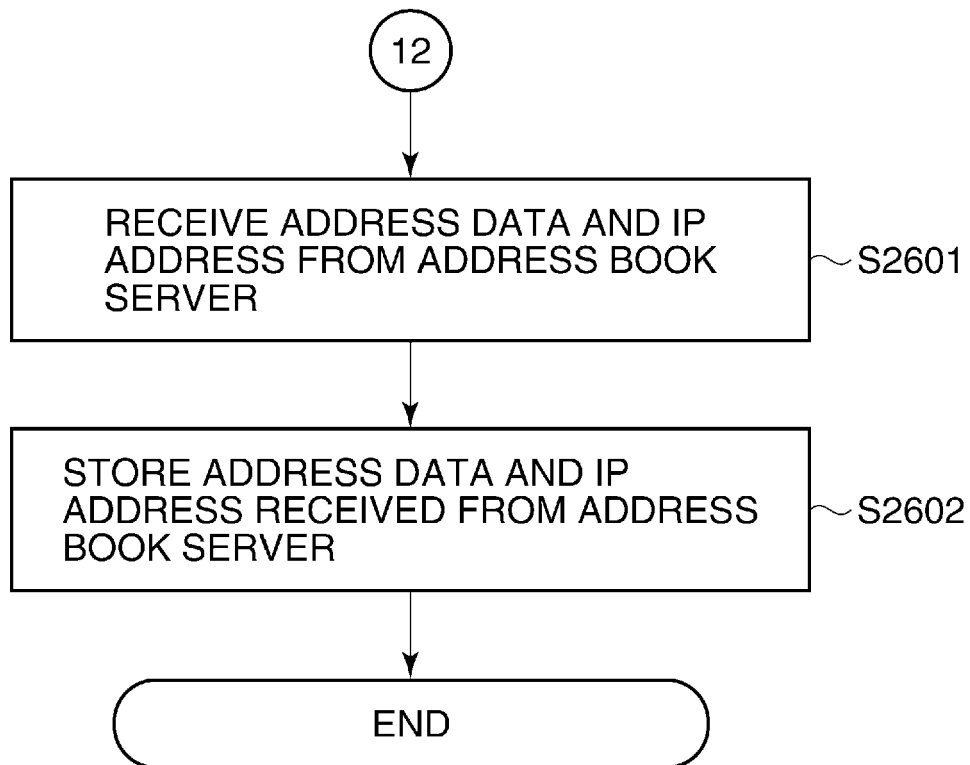 12
RECEIVE ADDRESS DATA AND IP
ADDRESS FROM ADDRESS BOOK
SERVER
S2601
STORE ADDRESS DATA AND IP
ADDRESS RECEIVED FROM ADDRESS
BOOK SERVER
S2602
END